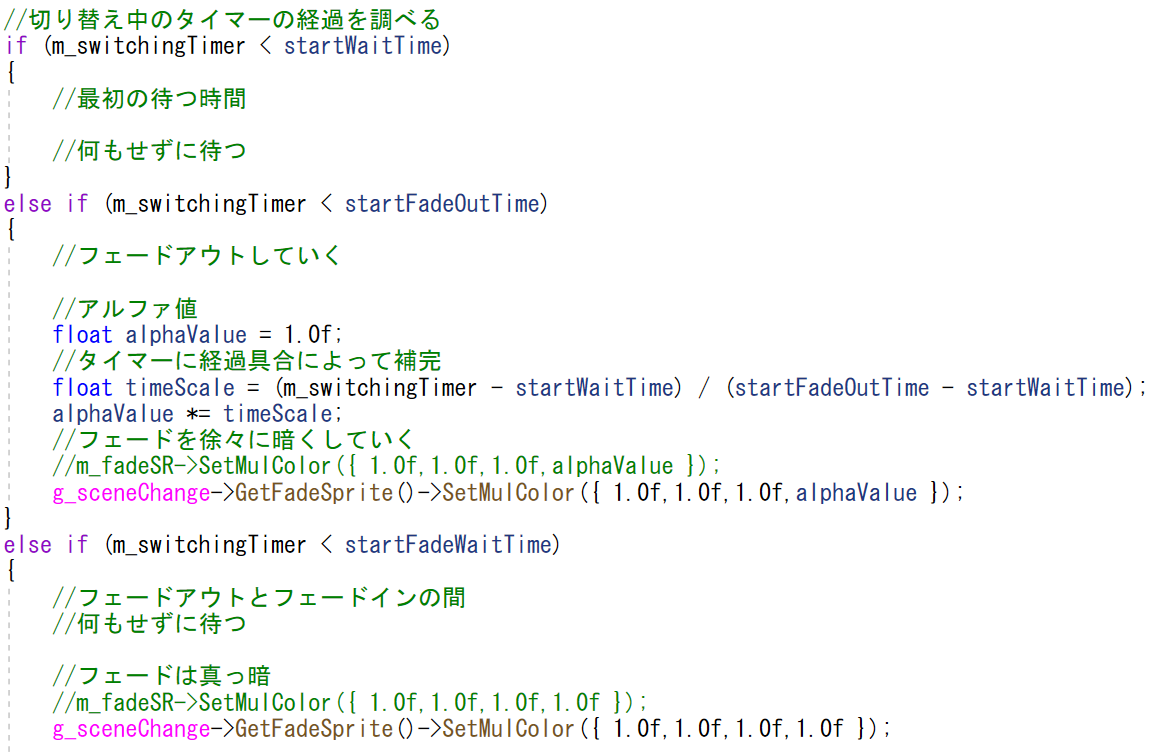 //切り替え中のタイマーの経過を調べる
if (m_switchingTimer < startWaitTime)
{
    //最初の待つ時間

    //何もせずに待つ
}
else if (m_switchingTimer < startFadeOutTime)
{
    //フェードアウトしていく

    //アルファ値
    float alphaValue = 1.0f;
    //タイマーに経過具合によって補完
    float timeScale = (m_switchingTimer - startWaitTime) / (startFadeOutTime - startWaitTime);
    alphaValue *= timeScale;
    //フェードを徐々に暗くしていく
    //m_fadeSR->SetMulColor({ 1.0f,1.0f,1.0f,alphaValue });
    g_sceneChange->GetFadeSprite()->SetMulColor({ 1.0f,1.0f,1.0f,alphaValue });
}
else if (m_switchingTimer < startFadeWaitTime)
{
    //フェードアウトとフェードインの間
    //何もせずに待つ

    //フェードは真っ暗
    //m_fadeSR->SetMulColor({ 1.0f,1.0f,1.0f,1.0f });
    g_sceneChange->GetFadeSprite()->SetMulColor({ 1.0f,1.0f,1.0f,1.0f });